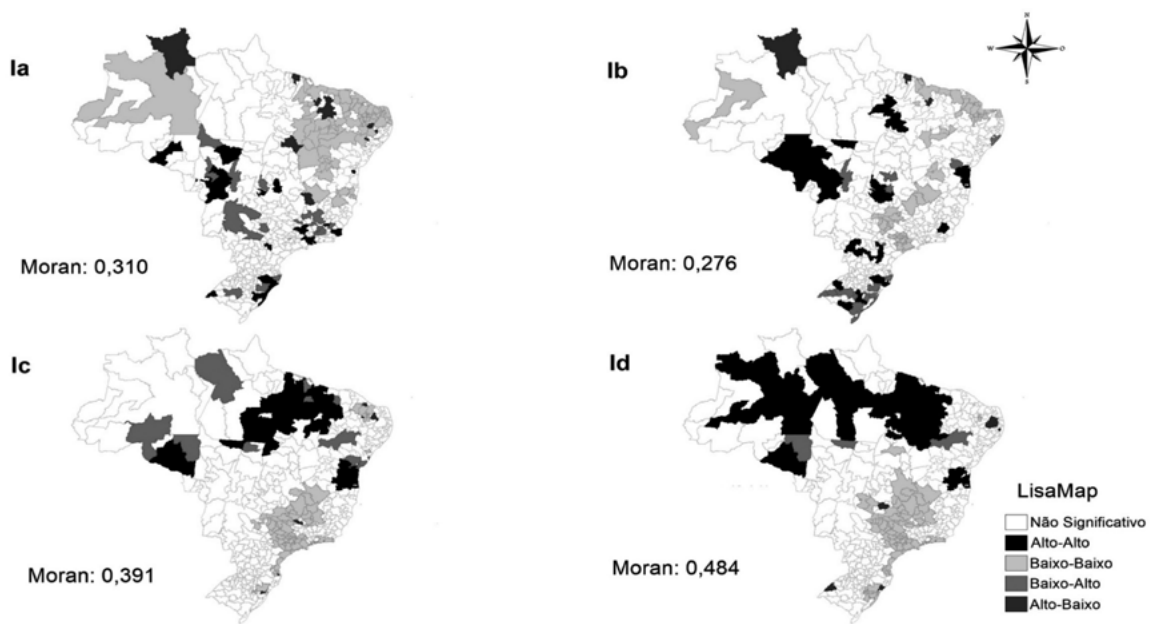 Ia
Moran: 0,310
Ib
Moran: 0,276
N
W
O
S
Ic
Moran: 0,391
Id
Moran: 0,484
LisaMap
Não Significativo
Alto-Alto
Baixo-Baixo
Baixo-Alto
Alto-Baixo